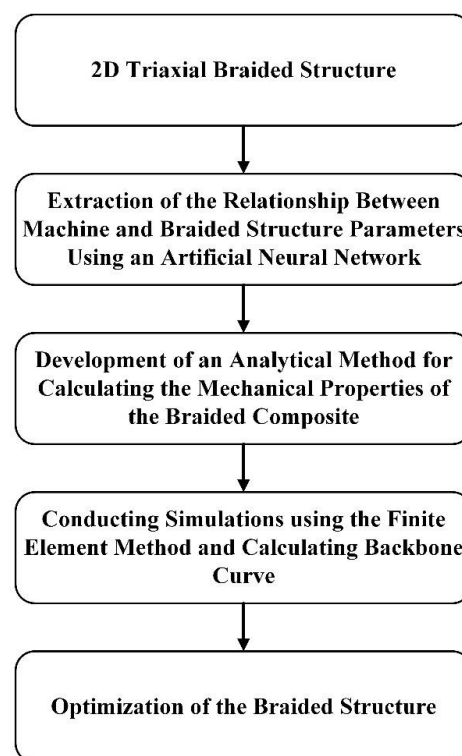 2D Triaxial Braided Structure
Extraction of the Relationship Between
Machine and Braided Structure Parameters
Using an Artificial Neural Network
Development of an Analytical Method for
Calculating the Mechanical Properties of
the Braided Composite
Conducting Simulations using the Finite
Element Method and Calculating Backbone
Curve
Optimization of the Braided Structure